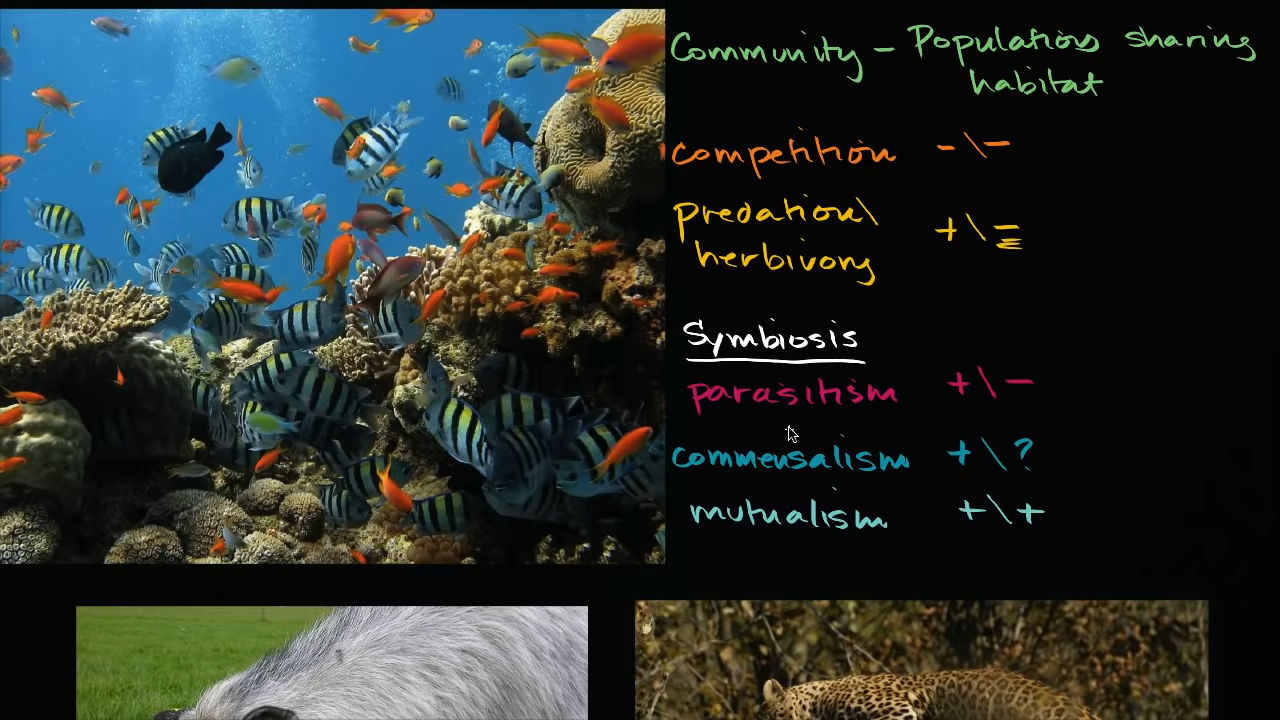 Community - Populations sharing
habitat
competition - \ -
predation \
herbivory + \ =
Symbiosis
parasitism + \ -
commensalism + \ ?
mutualism + \ +